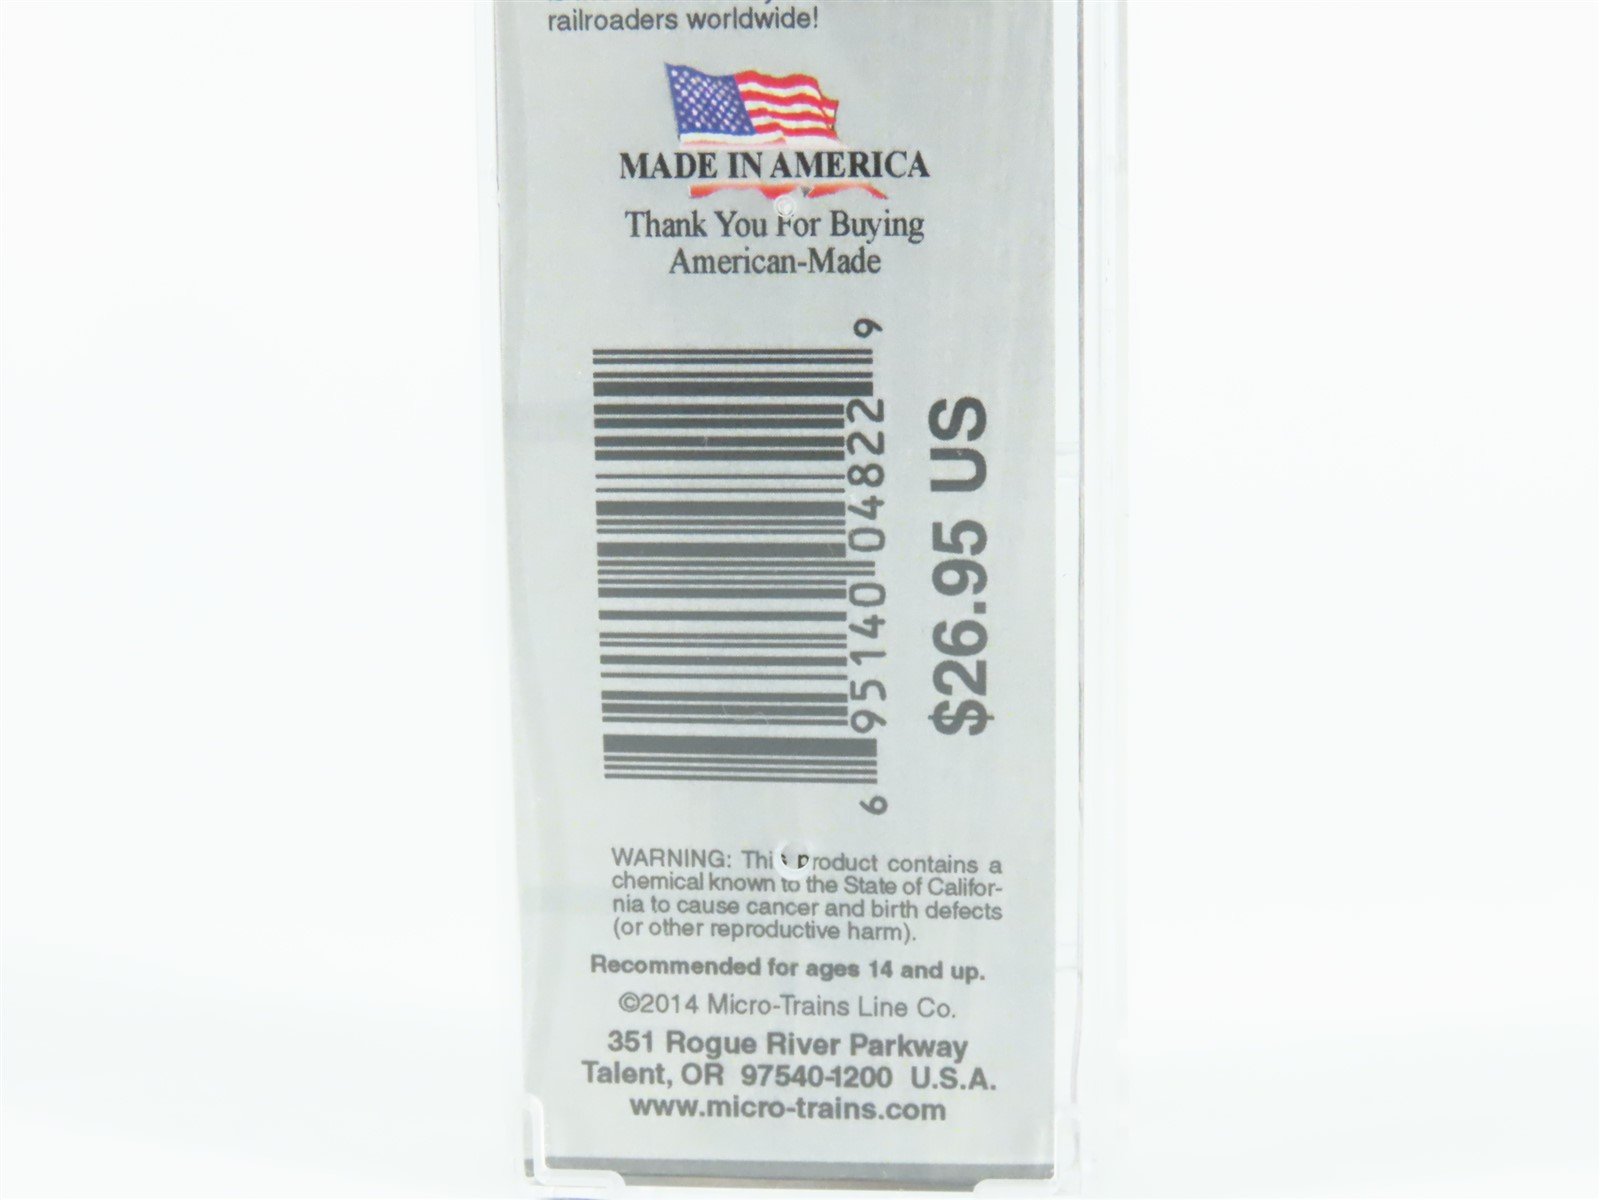 railroaders worldwide!
MADE IN AMERICA
Thank You For Buying
American-Made
6 95140 04822 9
$26.95 US
WARNING: This product contains a
chemical known to the State of Califor-
nia to cause cancer and birth defects
(or other reproductive harm).
Recommended for ages 14 and up.
©2014 Micro-Trains Line Co.
351 Rogue River Parkway
Talent, OR 97540-1200 U.S.A.
www.micro-trains.com